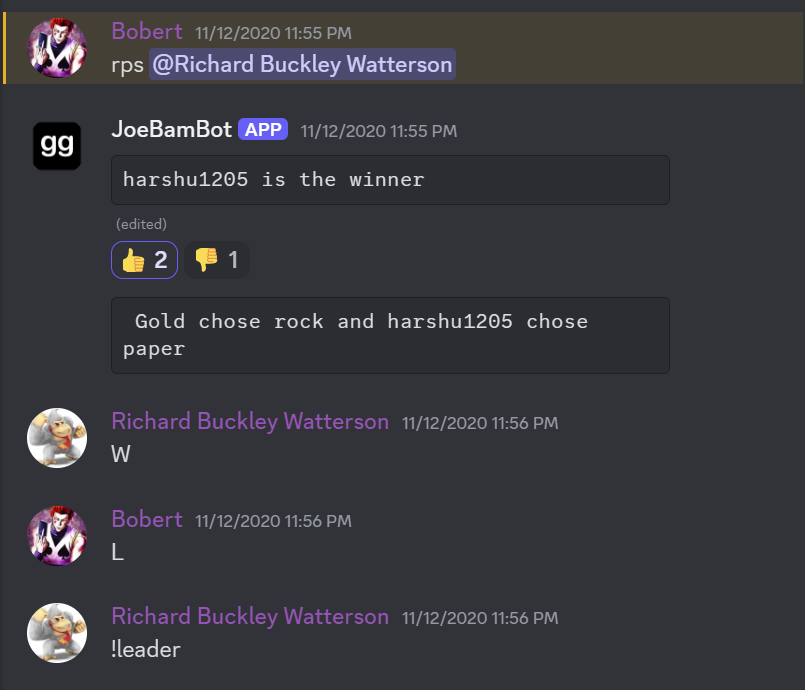 Bobert 11/12/2020 11:55 PM
rps @Richard Buckley Watterson
gg
JoeBamBot APP 11/12/2020 11:55 PM
harshu1205 is the winner
(edited)
👍 2 👎 1
Gold chose rock and harshu1205 chose
paper
Richard Buckley Watterson 11/12/2020 11:56 PM
W
Bobert 11/12/2020 11:56 PM
L
Richard Buckley Watterson 11/12/2020 11:56 PM
!leader